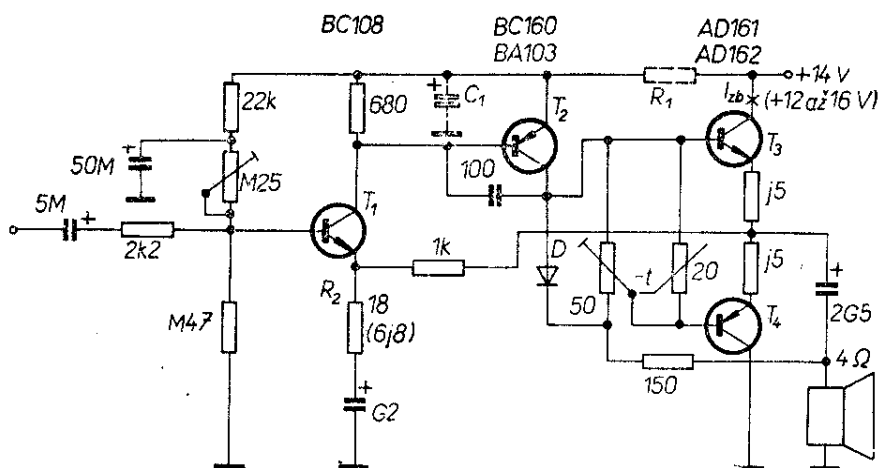 BC108
BC160
BA103
AD161
AD162
22k
680
C1
R1
+14 V
Izb
(+12 až 16 V)
T2
T3
50M
M25
100
j5
5M
2k2
T1
1k
D
-t
20
j5
50
R2
18
(6j8)
M47
T4
2G5
G2
150
4 Ω